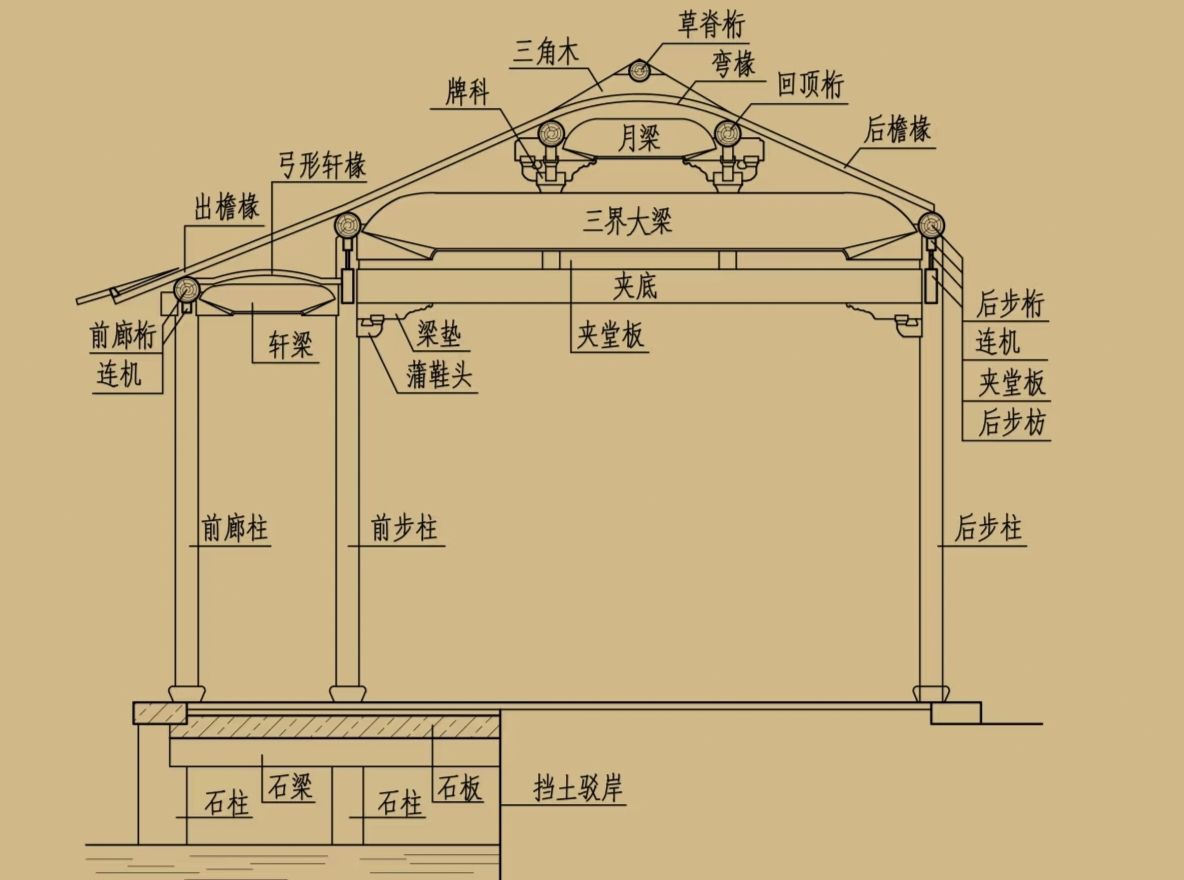 草脊桁
三角木
弯椽
回顶桁
牌科
后檐椽
月梁
弓形轩椽
出檐椽
三界大梁
夹底
后步桁
前廊桁
轩梁
梁垫
夹堂板
连机
连机
蒲鞋头
夹堂板
后步枋
前廊柱
前步柱
后步柱
石梁
石板
挡土驳岸
石柱
石柱